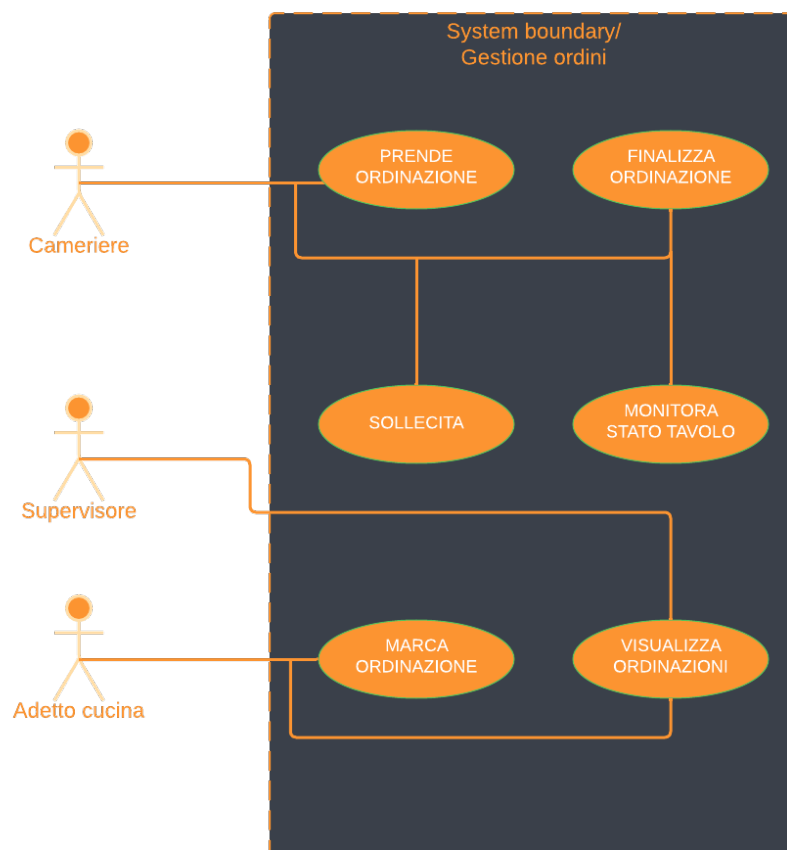 System boundary/
Gestione ordini
PRENDE
ORDINAZIONE
FINALIZZA
ORDINAZIONE
Cameriere
SOLLECITA
MONITORA
STATO TAVOLO
Supervisore
MARCA
ORDINAZIONE
VISUALIZZA
ORDINAZIONI
Adetto cucina